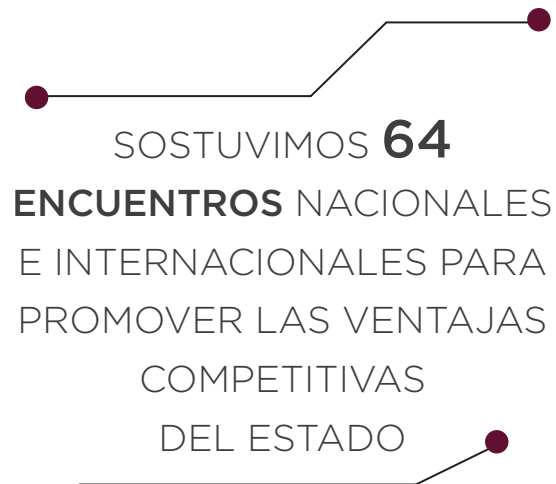 SOSTUVIMOS 64
ENCUENTROS NACIONALES
E INTERNACIONALES PARA
PROMOVER LAS VENTAJAS
COMPETITIVAS
DEL ESTADO